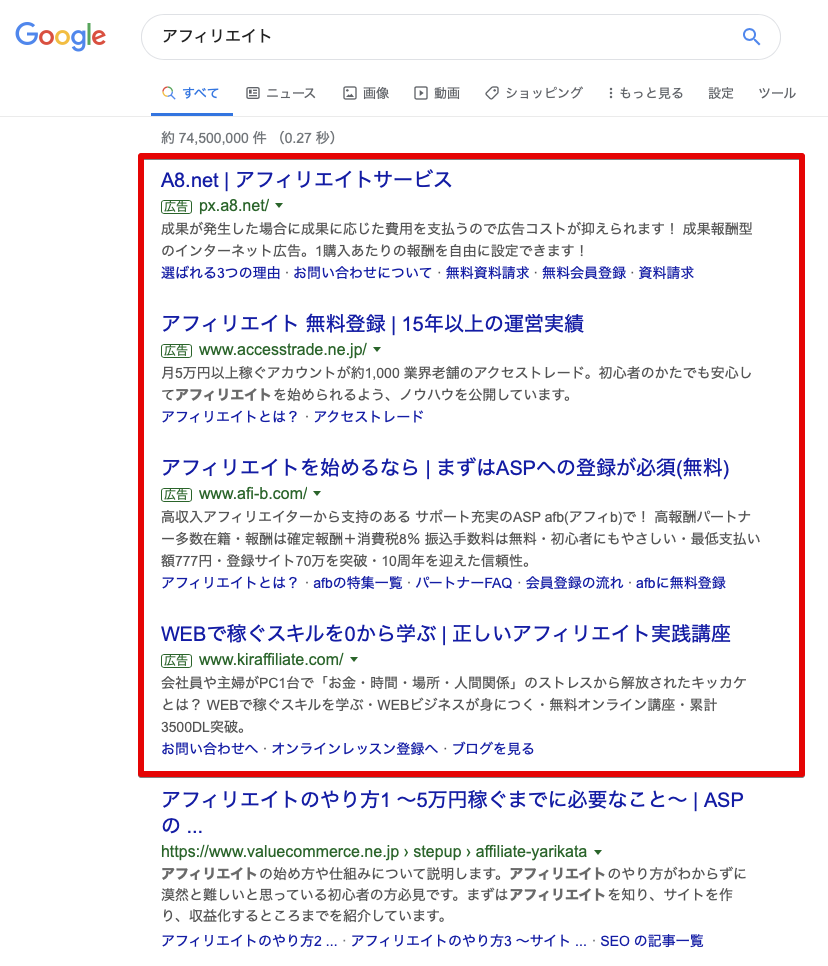 Google
アフィリエイト
すべて ニュース 画像 動画 ショッピング もっと見る 設定 ツール
約 74,500,000 件 （0.27 秒）
A8.net | アフィリエイトサービス
広告 px.a8.net/
成果が発生した場合に成果に応じた費用を支払うので広告コストが抑えられます！ 成果報酬型
のインターネット広告。1購入あたりの報酬を自由に設定できます！
選ばれる3つの理由 · お問い合わせについて · 無料資料請求 · 無料会員登録 · 資料請求
アフィリエイト 無料登録 | 15年以上の運営実績
広告 www.accesstrade.ne.jp/
月5万円以上稼ぐアカウントが約1,000 業界老舗のアクセストレード。初心者のかたでも安心し
てアフィリエイトを始められるよう、ノウハウを公開しています。
アフィリエイトとは？ · アクセストレード
アフィリエイトを始めるなら | まずはASPへの登録が必須(無料)
広告 www.afi-b.com/
高収入アフィリエイターから支持のある サポート充実のASP afb(アフィb)で！ 高報酬パートナ
ー多数在籍・報酬は確定報酬＋消費税8% 振込手数料は無料・初心者にもやさしい・最低支払い
額777円・登録サイト70万を突破・10周年を迎えた信頼性。
アフィリエイトとは？ · afbの特集一覧 · パートナーFAQ · 会員登録の流れ · afbに無料登録
WEBで稼ぐスキルを0から学ぶ | 正しいアフィリエイト実践講座
広告 www.kiraffiliate.com/
会社員や主婦がPC1台で「お金・時間・場所・人間関係」のストレスから解放されたキッカケ
とは？ WEBで稼ぐスキルを学ぶ・WEBビジネスが身につく・無料オンライン講座・累計
3500DL突破。
お問い合わせへ · オンラインレッスン登録へ · ブログを見る
アフィリエイトのやり方1 〜5万円稼ぐまでに必要なこと〜 | ASP
の ...
https://www.valuecommerce.ne.jp › stepup › affiliate-yarikata
アフィリエイトの始め方や仕組みについて説明します。アフィリエイトのやり方がわからずに
漠然と難しいと思っている初心者の方必見です。まずはアフィリエイトを知り、サイトを作
り、収益化するところまでを紹介しています。
アフィリエイトのやり方2 ... · アフィリエイトのやり方3 〜サイト ... · SEO の記事一覧